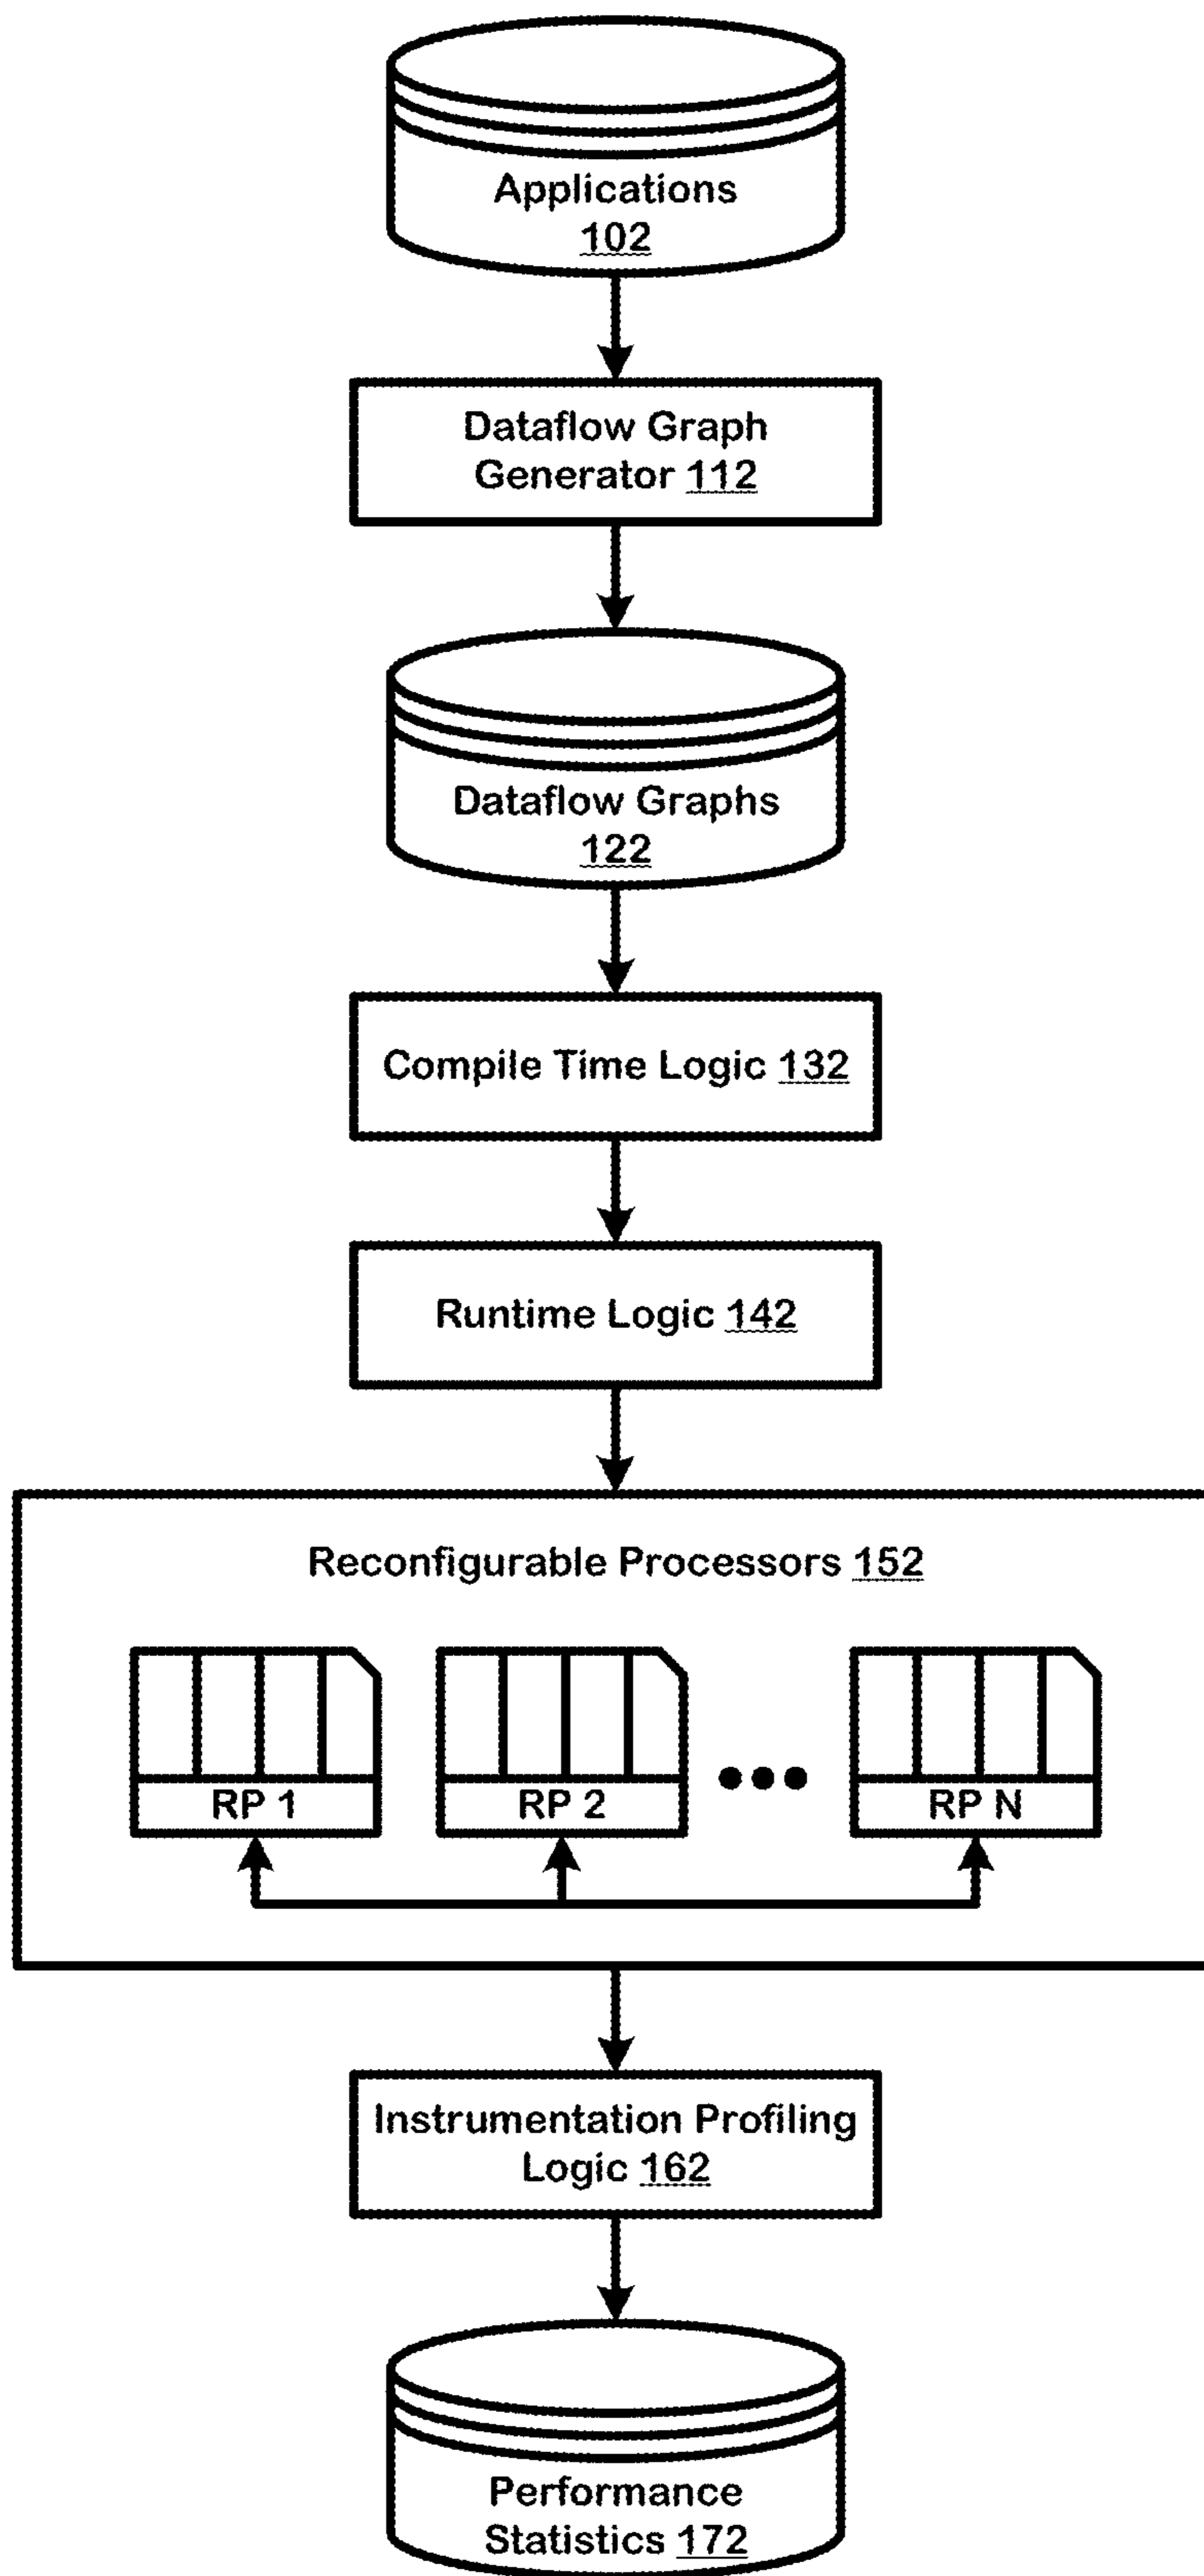 Applications
102
Dataflow Graph
Generator 112
Dataflow Graphs
122
Compile Time Logic 132
Runtime Logic 142
Reconfigurable Processors 152
RP 1
RP 2
RP N
Instrumentation Profiling
Logic 162
Performance
Statistics 172